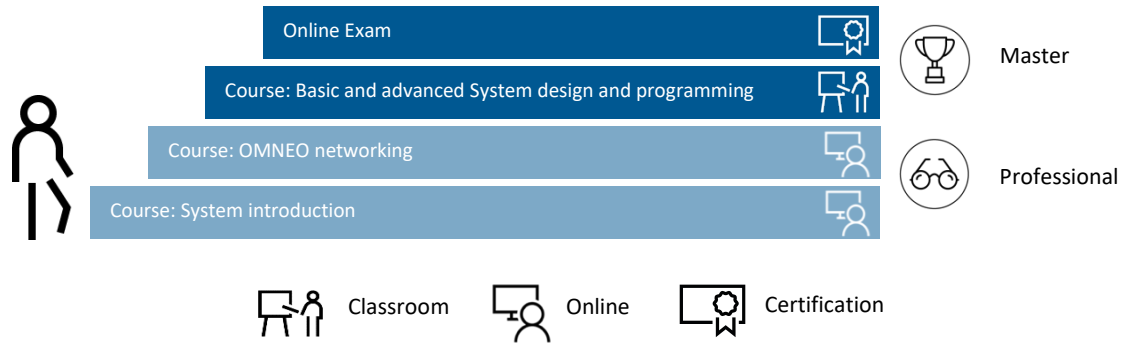 Online Exam
Master
Course: Basic and advanced System design and programming
Course: OMNEO networking
Professional
Course: System introduction
Classroom
Online
Certification